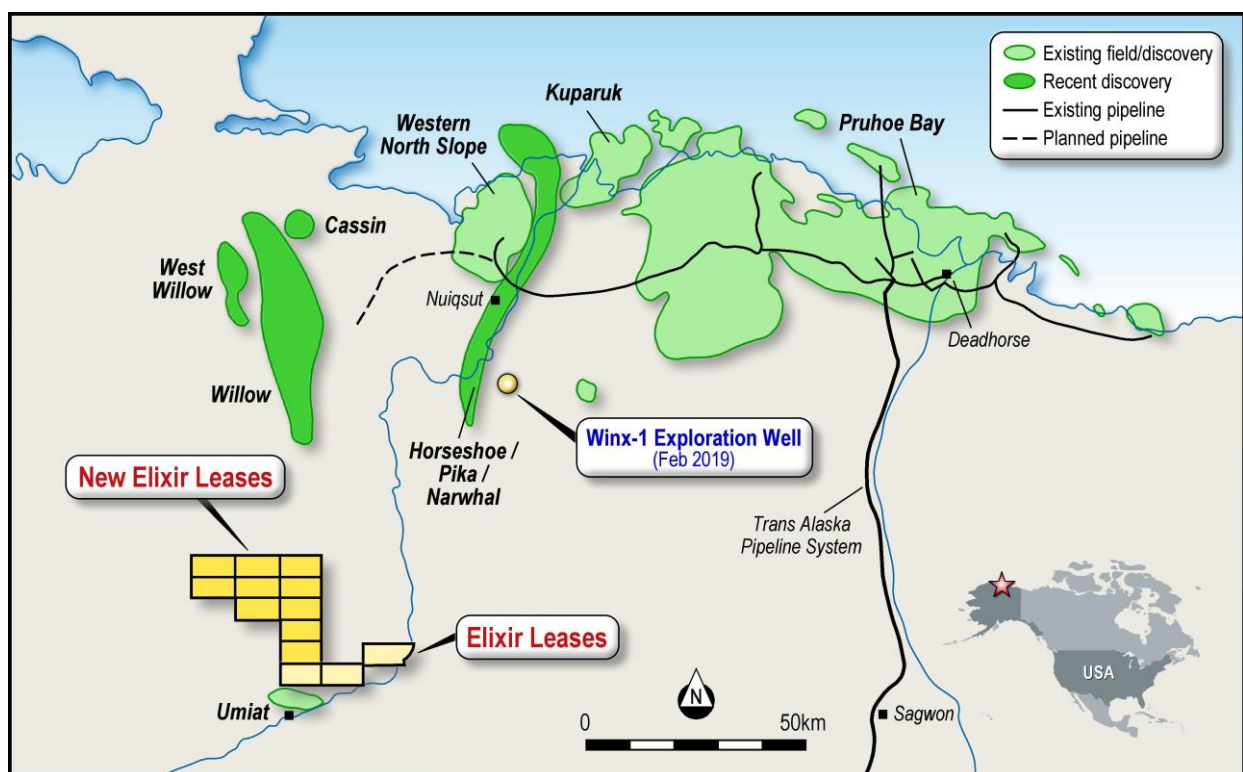 Existing field/discovery
Recent discovery
Existing pipeline
Planned pipeline
Kuparuk
Western
North Slope
Pruhoe Bay
Cassin
West
Willow
Nuiqsut
Deadhorse
Willow
Winx-1 Exploration Well
(Feb 2019)
Horseshoe /
Pika /
Narwhal
New Elixir Leases
Trans Alaska
Pipeline System
Elixir Leases
USA
N
Umiat
0
50km
Sagwon